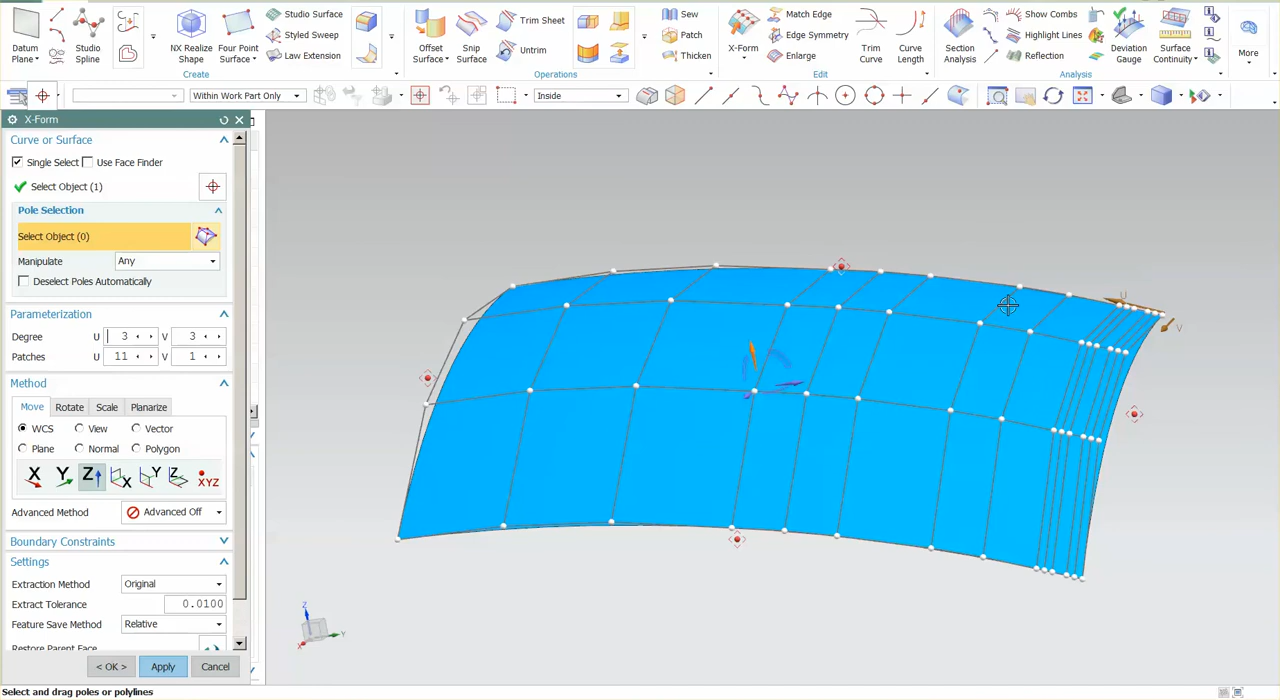 Datum Plane
Studio Spline
NX Realize Shape
Four Point Surface
Studio Surface
Styled Sweep
Law Extension
Create
Offset Surface
Snip Surface
Trim Sheet
Untrim
Sew
Patch
Thicken
Operations
X-Form
Match Edge
Edge Symmetry
Enlarge
Trim Curve
Curve Length
Edit
Section Analysis
Show Combs
Highlight Lines
Reflection
Deviation Gauge
Surface Continuity
Analysis
More
Within Work Part Only
Inside
X-Form
Curve or Surface
Single Select
Use Face Finder
Select Object (1)
Pole Selection
Select Object (0)
Manipulate Any
Deselect Poles Automatically
Parameterization
Degree U 3 V 3
Patches U 11 V 1
Method
Move Rotate Scale Planarize
WCS View Vector
Plane Normal Polygon
X Y Z X Y Z XYZ
Advanced Method Advanced Off
Boundary Constraints
Settings
Extraction Method Original
Extract Tolerance 0.0100
Feature Save Method Relative
Restore Parent Face
< OK > Apply Cancel
Select and drag poles or polylines
U
V
Z
Y
X